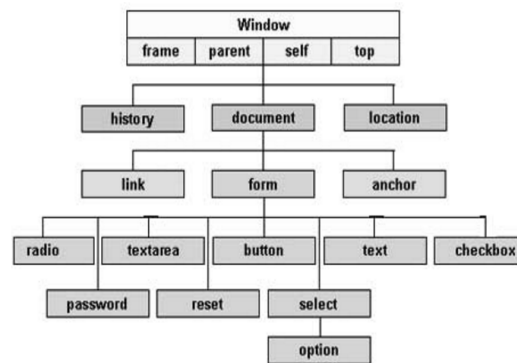 Window
frame parent self top
history document location
link form anchor
radio textarea button text checkbox
password reset select
option